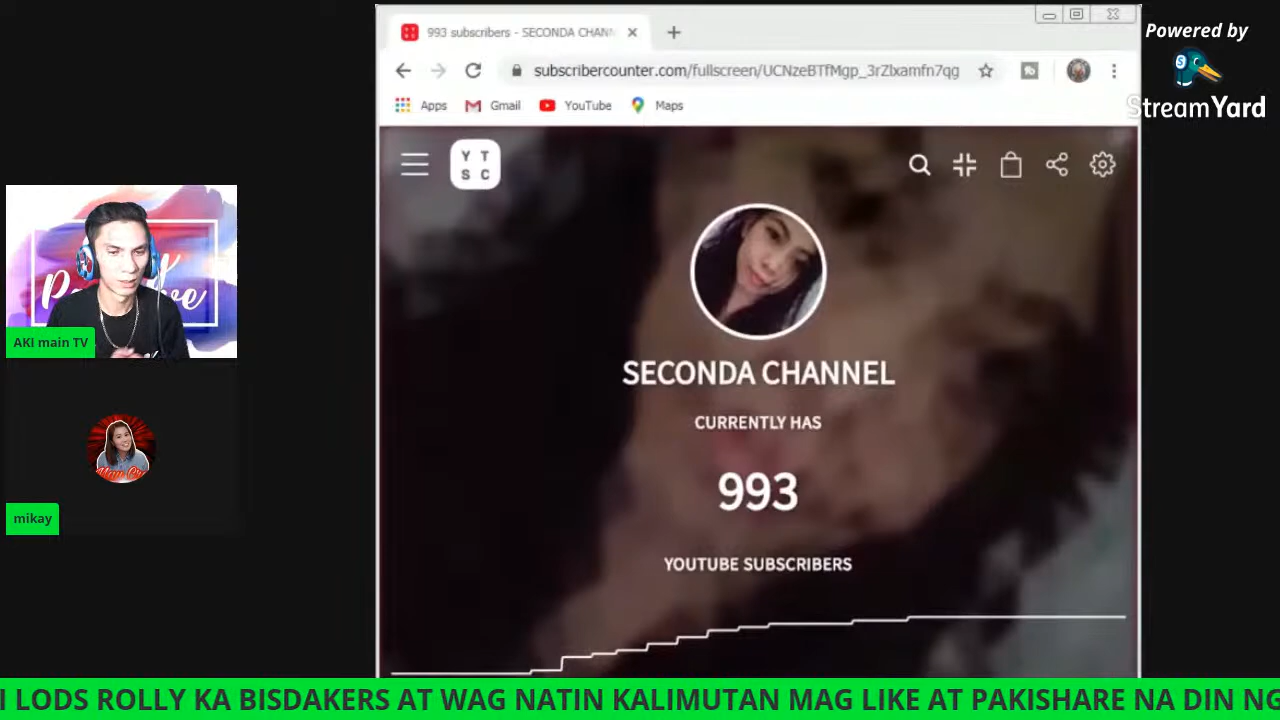 993 subscribers - SECONDA CHANN
subscribercounter.com/fullscreen/UCNzeBTfMgp_3rZlxamfn7qg
Apps
Gmail
YouTube
Maps
Powered by
StreamYard
Y T
S C
SECONDA CHANNEL
CURRENTLY HAS
993
YOUTUBE SUBSCRIBERS
AKI main TV
mikay
I LODS ROLLY KA BISDAKERS AT WAG NATIN KALIMUTAN MAG LIKE AT PAKISHARE NA DIN NG